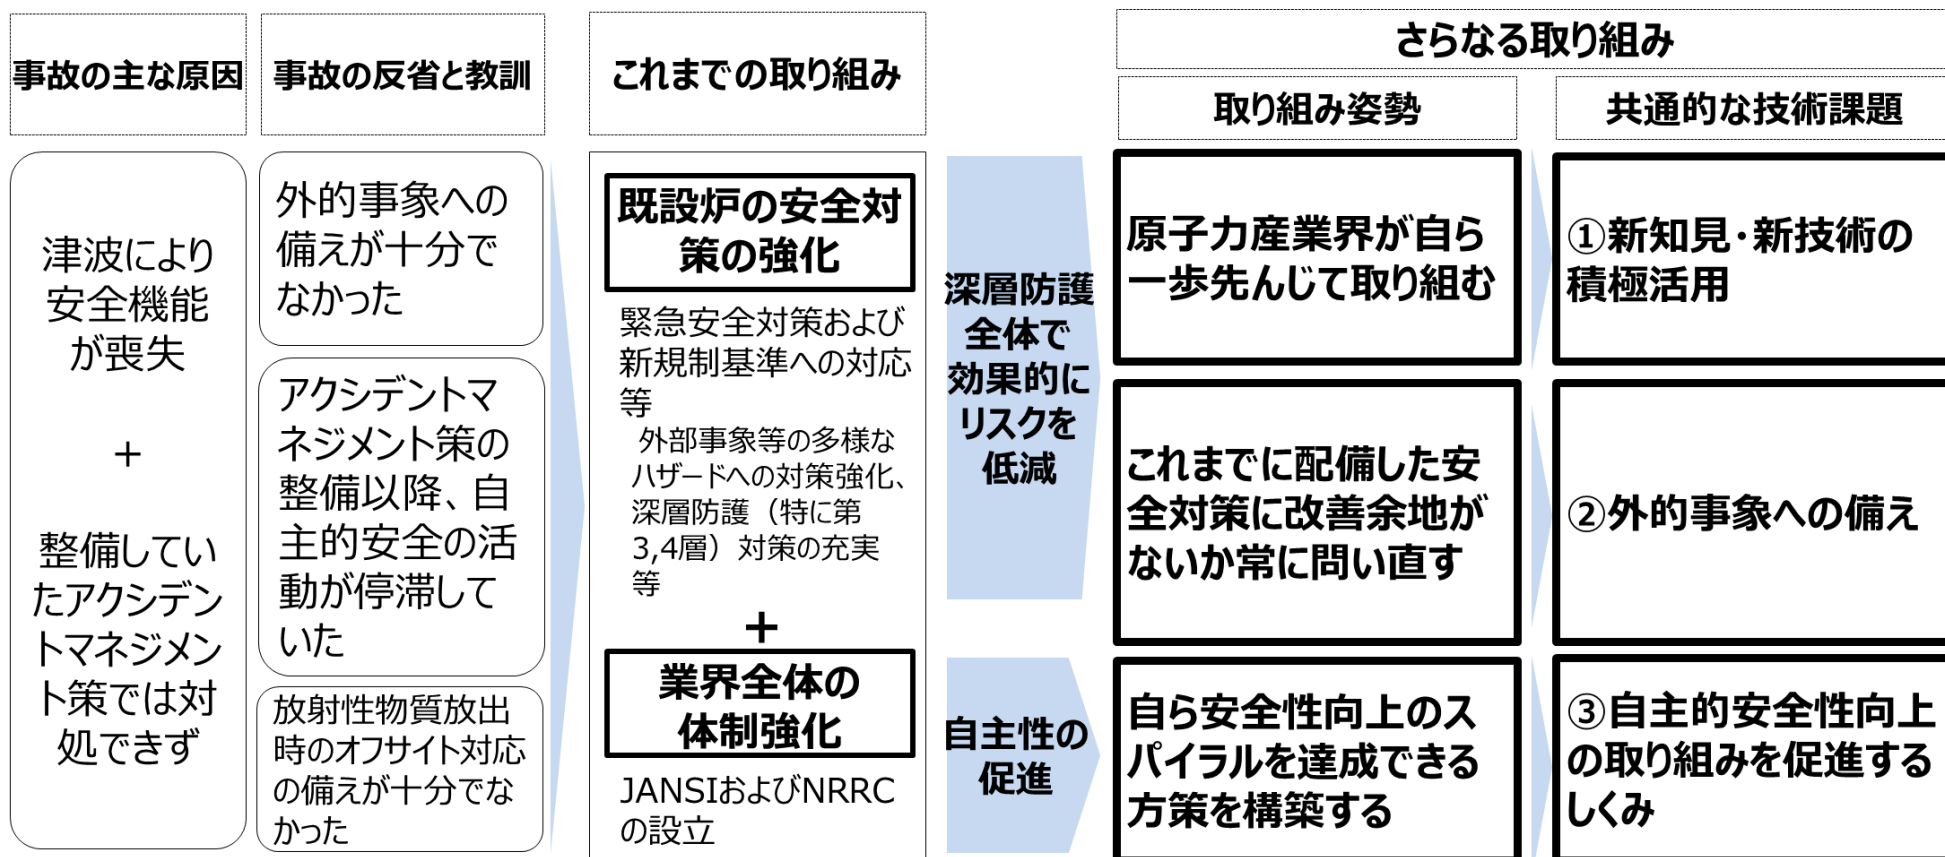 事故の主な原因
事故の反省と教訓
これまでの取り組み
さらなる取り組み
取り組み姿勢
共通的な技術課題
津波により
安全機能
が喪失
+
整備してい
たアクシデン
トマネジメン
ト策では対
処できず
外的事象への
備えが十分で
なかった
アクシデントマ
ネジメント策の
整備以降、自
主的安全の活
動が停滞して
いた
放射性物質放出
時のオフサイト対応
の備えが十分でな
かった
既設炉の安全対
策の強化
緊急安全対策および
新規制基準への対応
等
外部事象等の多様な
ハザードへの対策強化、
深層防護（特に第
3,4層）対策の充実
等
+
業界全体の
体制強化
JANSIおよびNRRC
の設立
深層防護
全体で
効果的に
リスクを
低減
自主性の
促進
原子力産業界が自ら
一歩先んじて取り組む
これまでに配備した安
全対策に改善余地が
ないか常に問い直す
自ら安全性向上のス
パイラルを達成できる
方策を構築する
①新知見･新技術の
積極活用
②外的事象への備え
③自主的安全性向上
の取り組みを促進する
しくみ